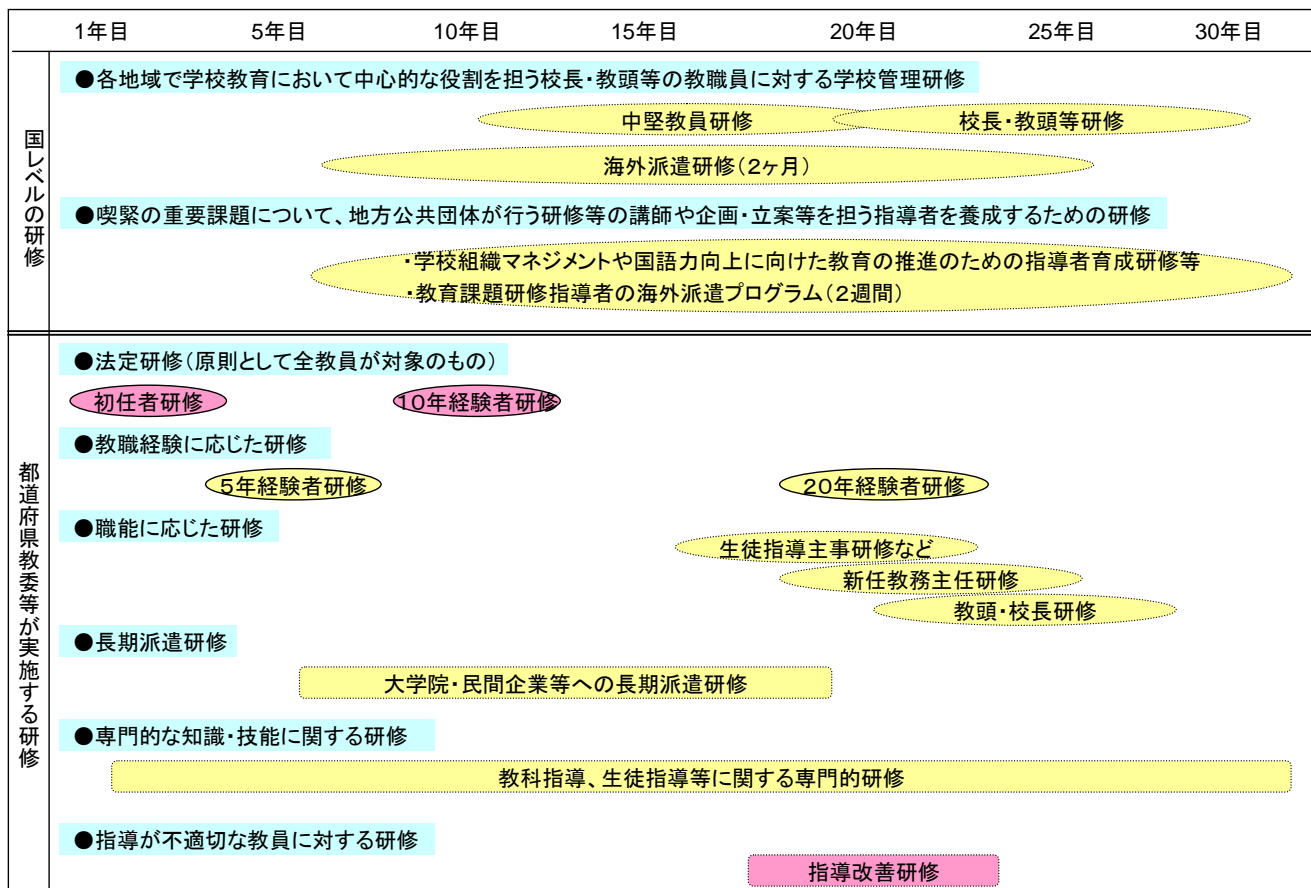 1年目 5年目 10年目 15年目 20年目 25年目 30年目
国レベルの研修
●各地域で学校教育において中心的な役割を担う校長・教頭等の教職員に対する学校管理研修
中堅教員研修 校長・教頭等研修
海外派遣研修(2ヶ月)
●喫緊の重要課題について、地方公共団体が行う研修等の講師や企画・立案等を担う指導者を養成するための研修
・学校組織マネジメントや国語力向上に向けた教育の推進のための指導者育成研修等
・教育課題研修指導者の海外派遣プログラム(2週間)
都道府県教委等が実施する研修
●法定研修(原則として全教員が対象のもの)
初任者研修 10年経験者研修
●教職経験に応じた研修
5年経験者研修 20年経験者研修
●職能に応じた研修
生徒指導主事研修など
新任教務主任研修
教頭・校長研修
●長期派遣研修
大学院・民間企業等への長期派遣研修
●専門的な知識・技能に関する研修
教科指導、生徒指導等に関する専門的研修
●指導が不適切な教員に対する研修
指導改善研修